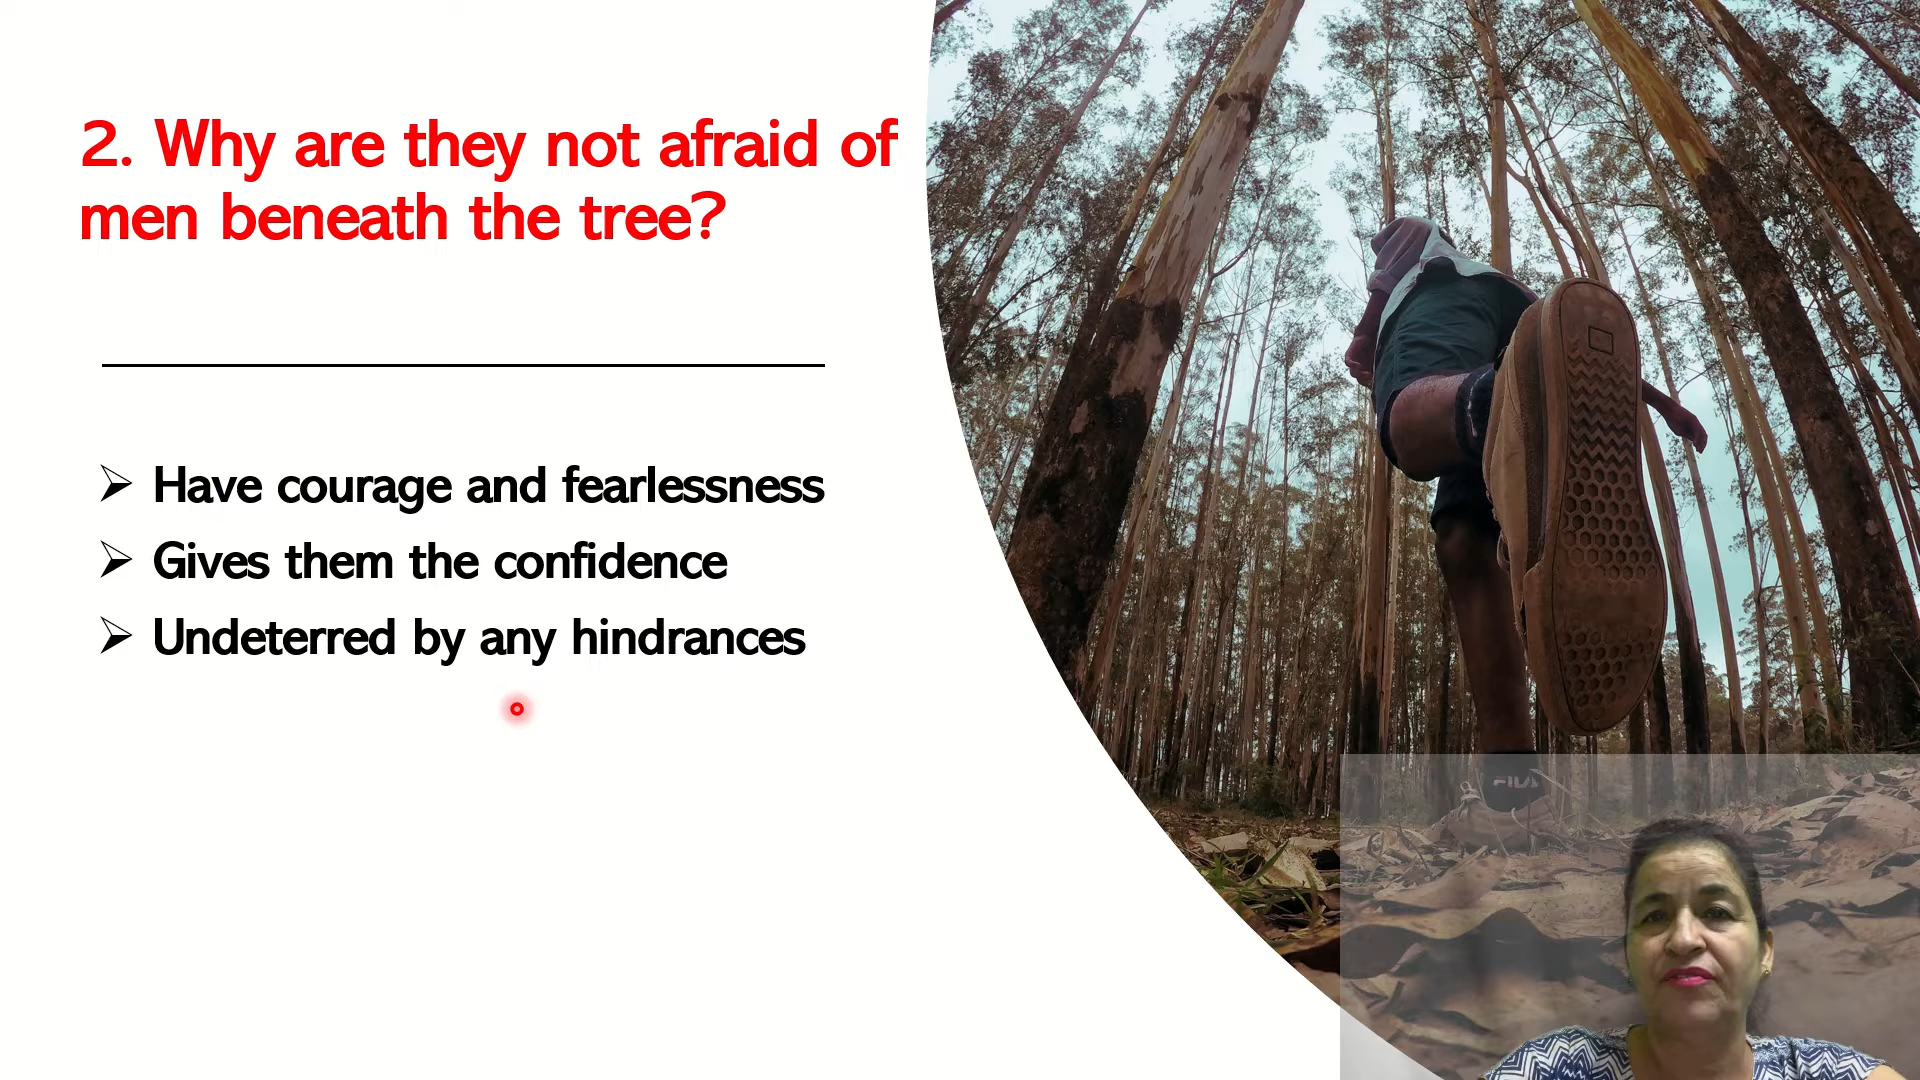 2. Why are they not afraid of
men beneath the tree?
➢ Have courage and fearlessness
➢ Gives them the confidence
➢ Undeterred by any hindrances
FILA